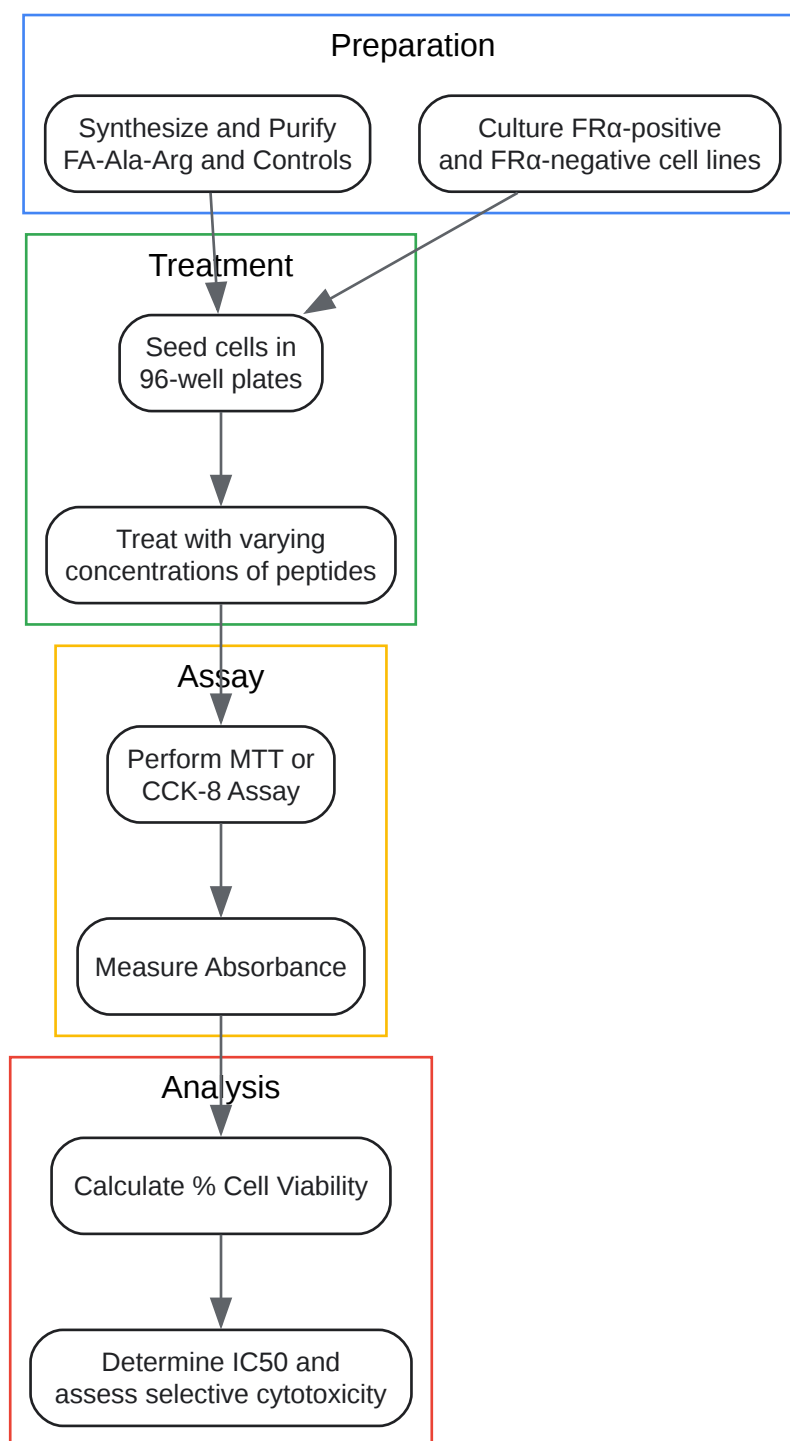 Preparation
Synthesize and Purify
FA-Ala-Arg and Controls
Culture FRα-positive
and FRα-negative cell lines
Treatment
Seed cells in
96-well plates
Treat with varying
concentrations of peptides
Assay
Perform MTT or
CCK-8 Assay
Measure Absorbance
Analysis
Calculate % Cell Viability
Determine IC50 and
assess selective cytotoxicity